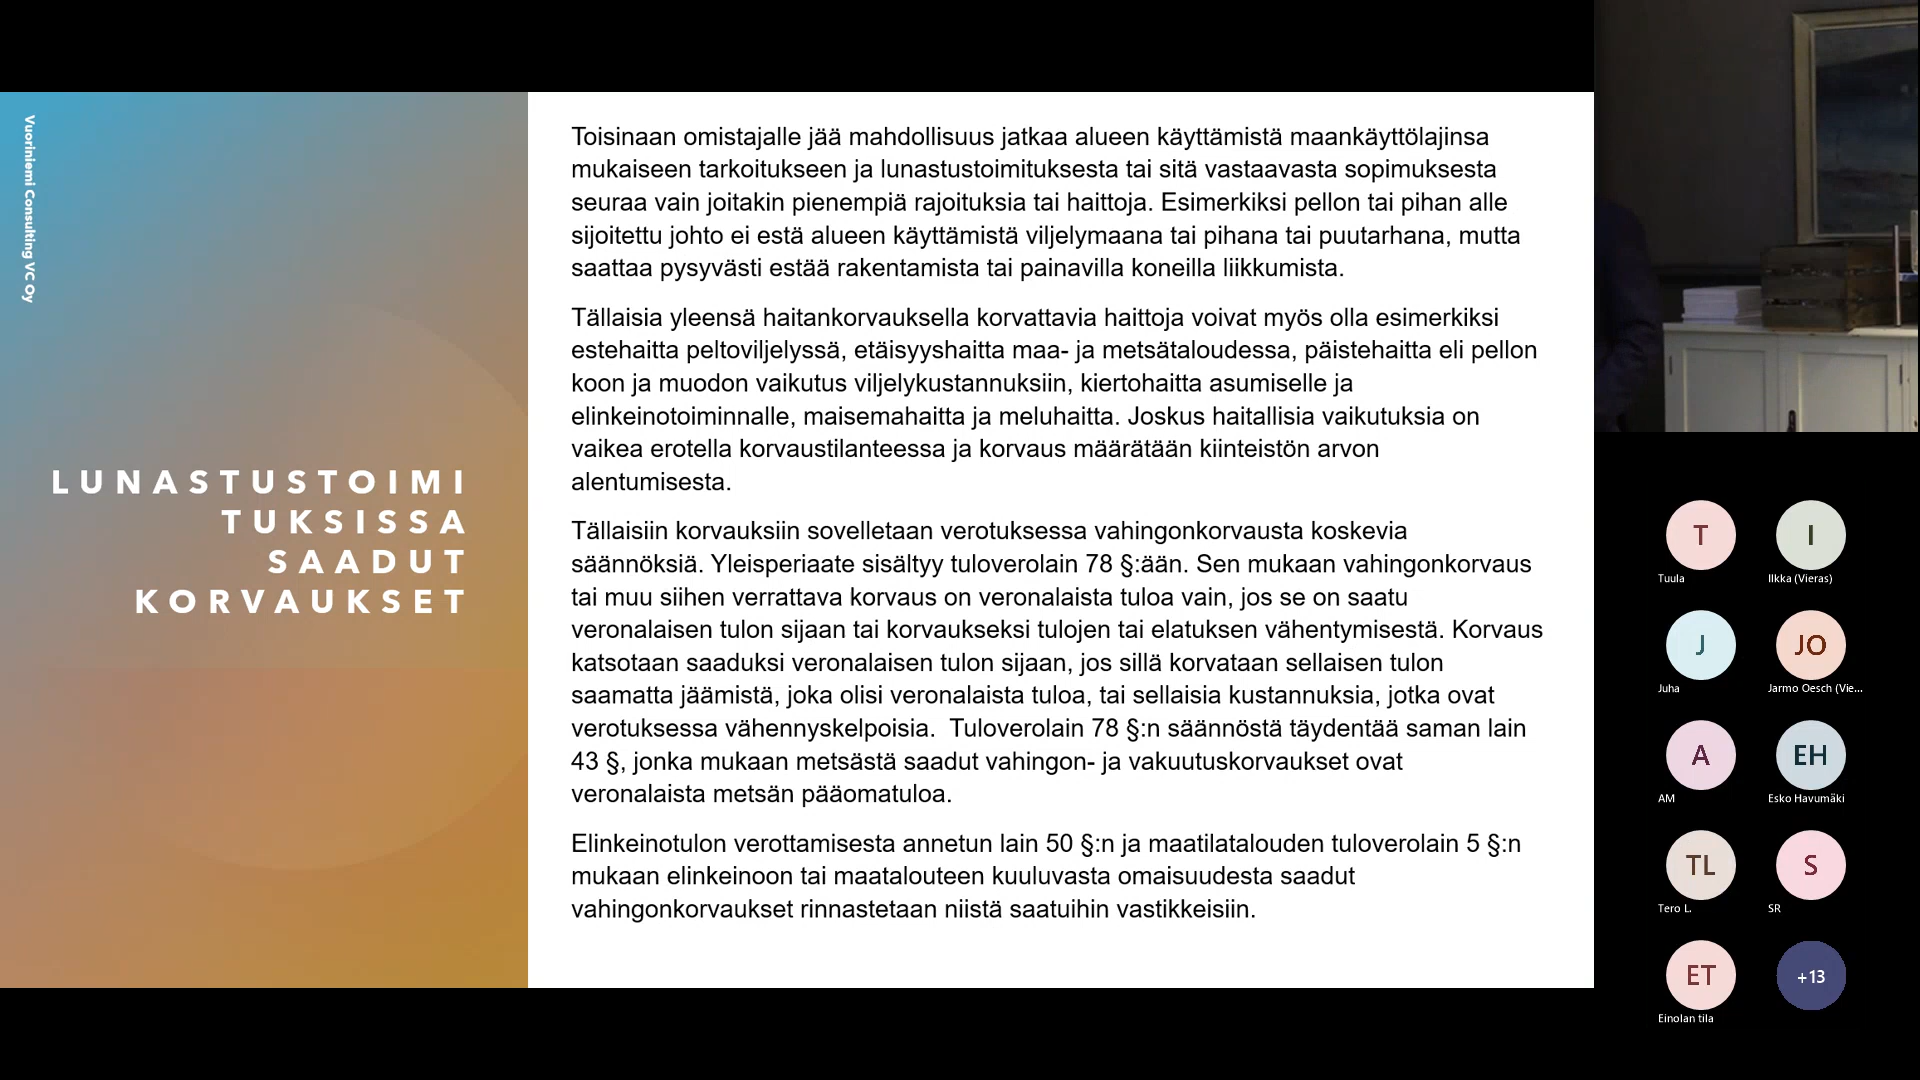 Vuoriniemi Consulting VC Oy
LUNASTUSTOIMI
TUKSISSA
SAADUT
KORVAUKSET
Toisinaan omistajalle jää mahdollisuus jatkaa alueen käyttämistä maankäyttölajinsa
mukaiseen tarkoitukseen ja lunastustoimituksesta tai sitä vastaavasta sopimuksesta
seuraa vain joitakin pienempiä rajoituksia tai haittoja. Esimerkiksi pellon tai pihan alle
sijoitettu johto ei estä alueen käyttämistä viljelymaana tai pihana tai puutarhana, mutta
saattaa pysyvästi estää rakentamista tai painavilla koneilla liikkumista.
Tällaisia yleensä haitankorvauksella korvattavia haittoja voivat myös olla esimerkiksi
estehaitta peltoviljelyssä, etäisyyshaitta maa- ja metsätaloudessa, päistehaitta eli pellon
koon ja muodon vaikutus viljelykustannuksiin, kiertohaitta asumiselle ja
elinkeinotoiminnalle, maisemahaitta ja meluhaitta. Joskus haitallisia vaikutuksia on
vaikea erotella korvaustilanteessa ja korvaus määrätään kiinteistön arvon
alentumisesta.
Tällaisiin korvauksiin sovelletaan verotuksessa vahingonkorvausta koskevia
säännöksiä. Yleisperiaate sisältyy tuloverolain 78 §:ään. Sen mukaan vahingonkorvaus
tai muu siihen verrattava korvaus on veronalaista tuloa vain, jos se on saatu
veronalaisen tulon sijaan tai korvaukseksi tulojen tai elatuksen vähentymisestä. Korvaus
katsotaan saaduksi veronalaisen tulon sijaan, jos sillä korvataan sellaisen tulon
saamatta jäämistä, joka olisi veronalaista tuloa, tai sellaisia kustannuksia, jotka ovat
verotuksessa vähennyskelpoisia.  Tuloverolain 78 §:n säännöstä täydentää saman lain
43 §, jonka mukaan metsästä saadut vahingon- ja vakuutuskorvaukset ovat
veronalaista metsän pääomatuloa.
Elinkeinotulon verottamisesta annetun lain 50 §:n ja maatilatalouden tuloverolain 5 §:n
mukaan elinkeinoon tai maatalouteen kuuluvasta omaisuudesta saadut
vahingonkorvaukset rinnastetaan niistä saatuihin vastikkeisiin.
T I
Tuula Ilkka (Vieras)
J JO
Juha Jarmo Oesch (Vie...
A EH
AM Esko Havumäki
TL S
Tero L. SR
ET +13
Einolan tila